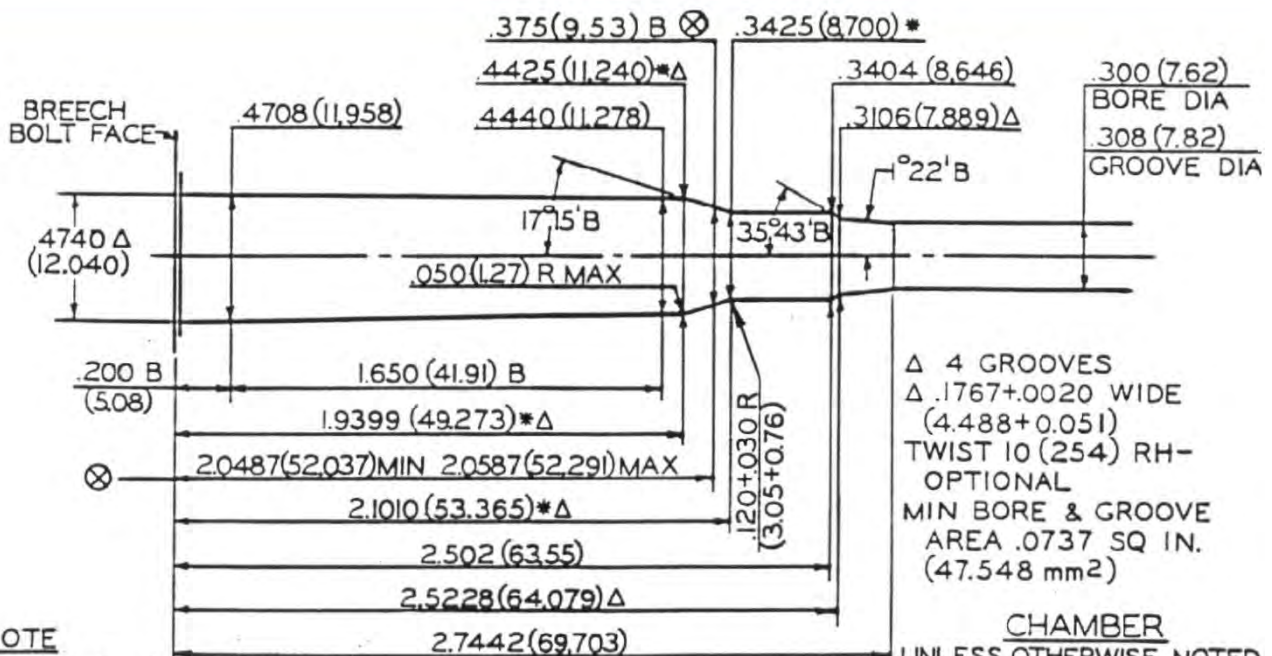 .375(9,53) B ⊗ .3425(8,700)*
.4425(11,240)*Δ .3404 (8,646) .300 (7.62)
BREECH BORE DIA
BOLT FACE .4708 (11,958) .4440 (11,278) .3106 (7.889)Δ .308 (7.82)
GROOVE DIA
1°22'B
17°15'B 35°43'B
.4740 Δ
(12.040)
.050 (1.27) R MAX
.200 B 1.650 (41.91) B
(5.08)
1.9399 (49.273)*Δ
⊗ 2.0487(52,037)MIN 2.0587(52,291)MAX
2.1010 (53.365)*Δ
.120+.030 R
(3.05+0.76)
2.502 (63,55)
2.5228 (64,079)Δ
2.7442 (69,703)
Δ 4 GROOVES
Δ .1767+.0020 WIDE
(4.488+0.051)
TWIST 10 (254) RH-
OPTIONAL
MIN BORE & GROOVE
AREA .0737 SQ IN.
(47.548 mm2)
OTE CHAMBER
UNLESS OTHERWISE NOTED